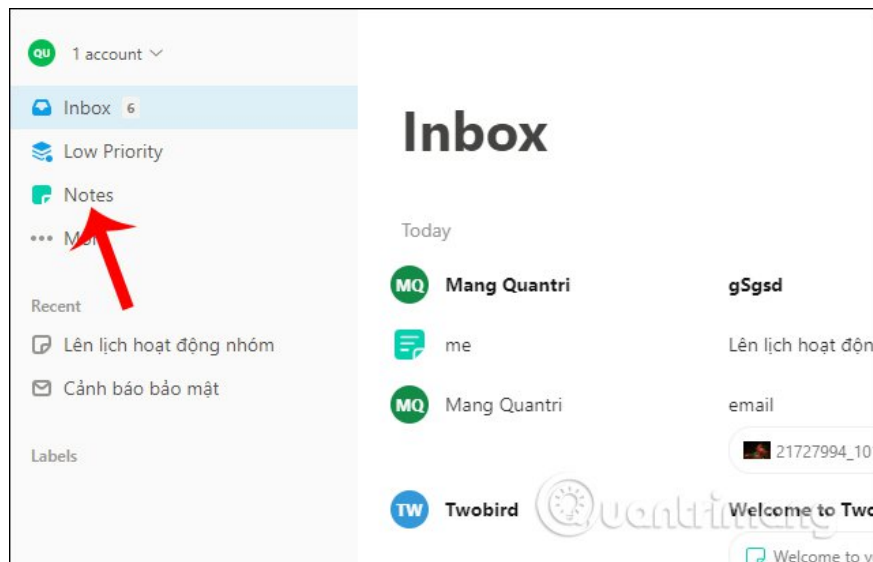 QU 1 account
Inbox 6
Low Priority
Notes
Recent
Lên lịch hoạt động nhóm
Cảnh báo bảo mật
Labels
Inbox
Today
MQ Mang Quantri gSgsd
me Lên lịch hoạt độn
MQ Mang Quantri email
21727994_10
TW Twobird Welcome to Two
Quantrimang
Welcome to y